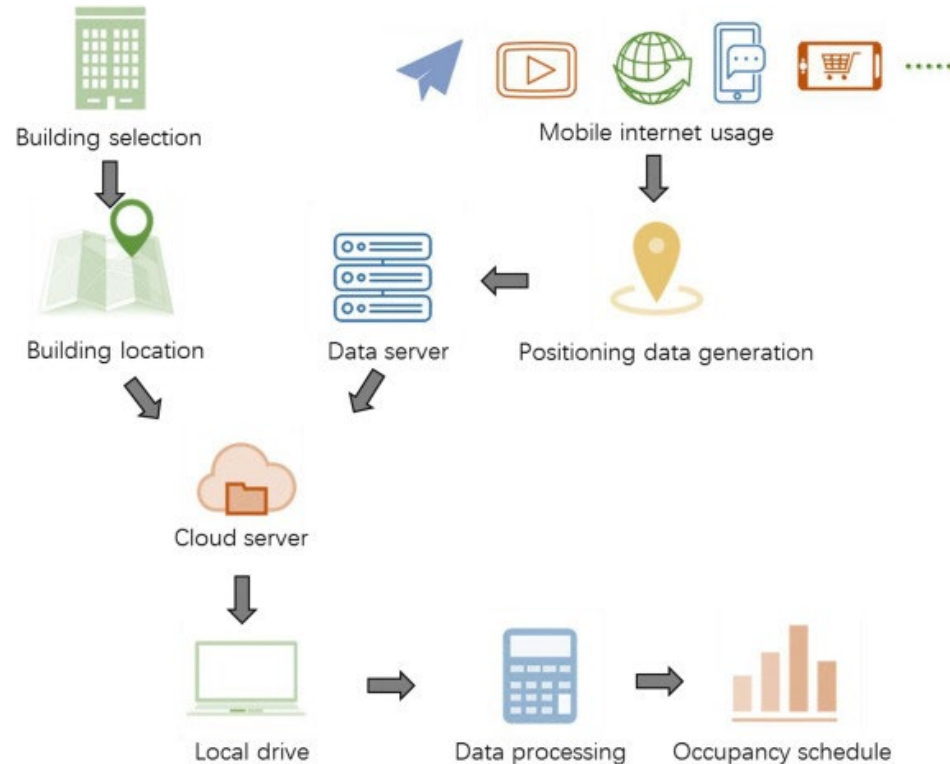 Building selection
Mobile internet usage
Building location
Data server
Positioning data generation
Cloud server
Local drive
Data processing
Occupancy schedule